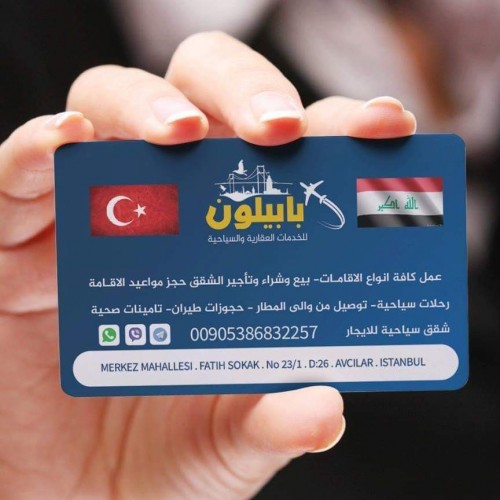 بابيلون
للخدمات العقارية والسياحية
الله اكبر
عمل كافة انواع الاقامات- بيع وشراء وتأجير الشقق حجز مواعيد الاقامة
رحلات سياحية- توصيل من والى المطار - حجوزات طيران- تامينات صحية
شقق سياحية للايجار 00905386832257
MERKEZ MAHALLESI . FATIH SOKAK . No 23/1 . D:26 . AVCILAR . ISTANBUL